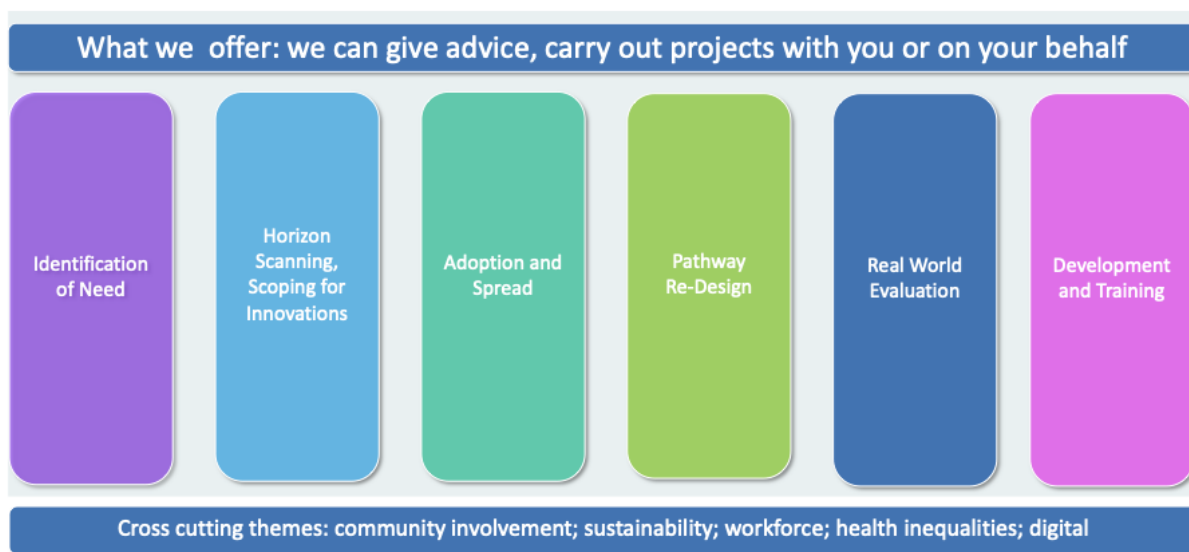 What we  offer: we can give advice, carry out projects with you or on your behalf
Identification
of Need
Horizon
Scanning,
Scoping for
Innovations
Adoption and
Spread
Pathway
Re-Design
Real World
Evaluation
Development
and Training
Cross cutting themes: community involvement; sustainability; workforce; health inequalities; digital